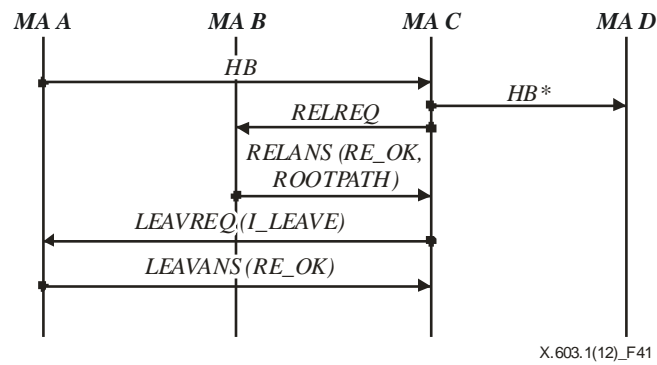 MA A MA B MA C MA D
HB
HB*
RELREQ
RELANS (RE_OK,
ROOTPATH)
LEAVREQ (I_LEAVE)
LEAVANS (RE_OK)
X.603.1(12)_F41